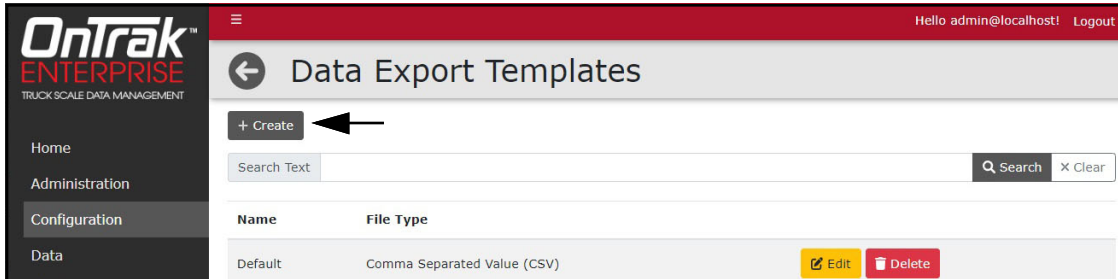 OnTrak™
ENTERPRISE
TRUCK SCALE DATA MANAGEMENT
Hello admin@localhost! Logout
Data Export Templates
+ Create
Home
Administration
Configuration
Data
Search Text
Search × Clear
Name File Type
Default Comma Separated Value (CSV) Edit Delete